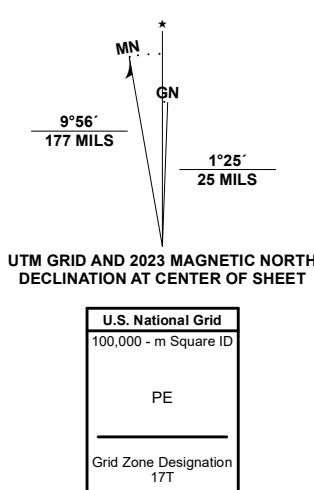 MN
GN
9°56´
177 MILS
1°25´
25 MILS
UTM GRID AND 2023 MAGNETIC NORTH
DECLINATION AT CENTER OF SHEET
U.S. National Grid
100,000 - m Square ID
PE
Grid Zone Designation
17T